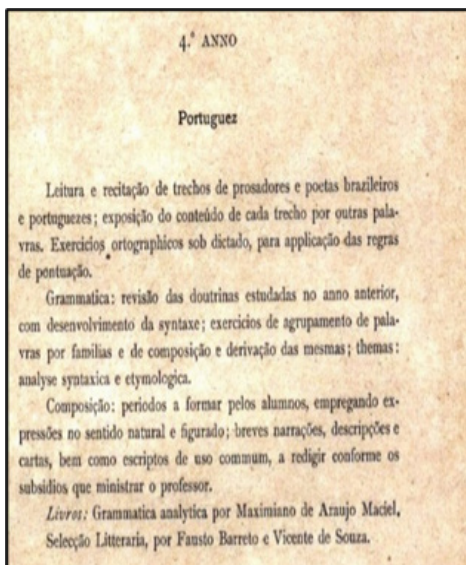 4.º ANNO
Portuguez
Leitura e recitação de trechos de prosadores e poetas brazileiros
e portuguezes; exposição do conteúdo de cada trecho por outras pala-
vras. Exercicios ortographicos sob dictado, para applicação das regras
de pontuação.
Grammatica: revisão das doutrinas estudadas no anno anterior,
com desenvolvimento da syntaxe; exercicios de agrupamento de pala-
vras por familias e de composição e derivação das mesmas; themas:
analyse syntaxica e etymologica.
Composição: periodos a formar pelos alumnos, empregando ex-
pressões no sentido natural e figurado; breves narrações, descripções e
cartas, bem como escriptos de uso commum, a redigir conforme os
subsidios que ministrar o professor.
Livros: Grammatica analytica por Maximiano de Araujo Maciel,
Selecção Litteraria, por Fausto Barreto e Vicente de Souza.